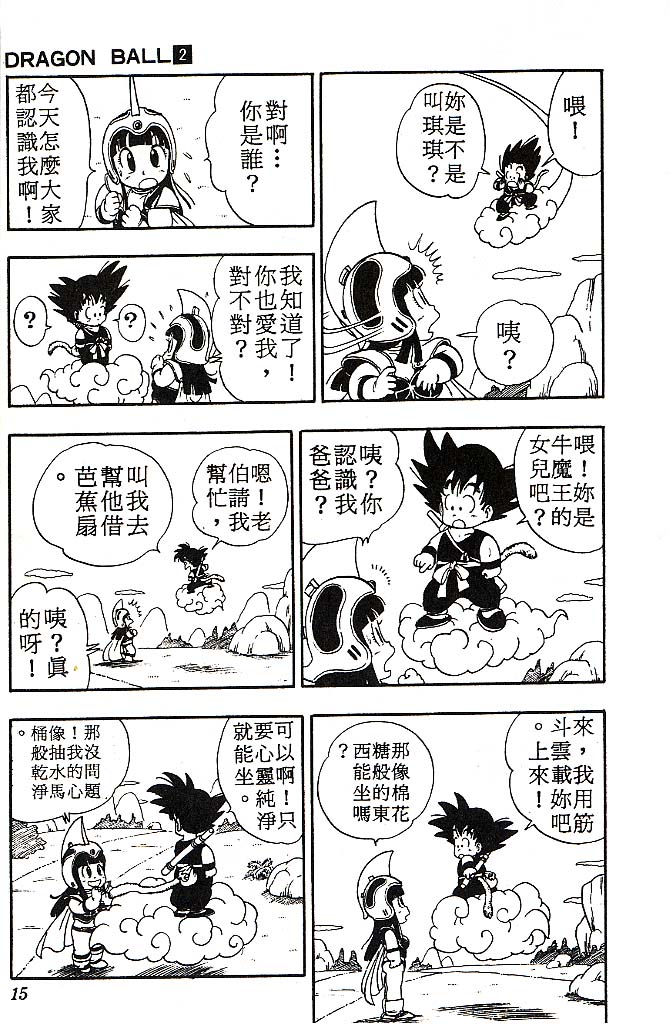 DRAGON BALL 2
喂!
妳是不是
叫琪琪?
咦?
對啊…
你是誰?
今天怎麼大家
都認識我啊!
我知道了!
你也愛我,
對不對?
?
?
喂!妳是
牛魔王的
女兒吧?
咦?你
認識我
爸爸?
嗯!老
伯請我
幫忙,
叫我去
幫他借
芭蕉扇
。
咦?真
的呀!
來,我用筋
斗雲載妳吧
。上來!
那像棉花
糖般的東
西能坐嗎
?
可以啊!只
要心靈純淨
就能坐。
那沒問題
!我的心
像抽水馬
桶般乾淨
。
15